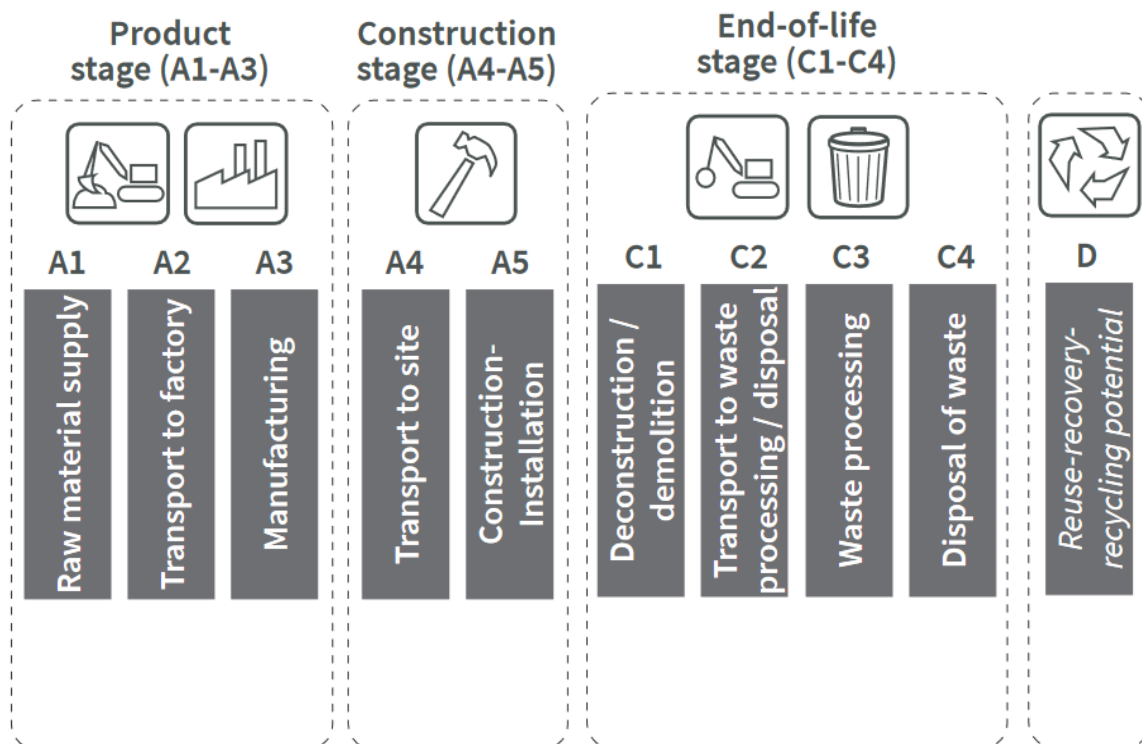 Product
stage (A1-A3)
Construction
stage (A4-A5)
End-of-life
stage (C1-C4)
A1
A2
A3
A4
A5
C1
C2
C3
C4
D
Raw material supply
Transport to factory
Manufacturing
Transport to site
Construction-
Installation
Deconstruction /
demolition
Transport to waste
processing / disposal
Waste processing
Disposal of waste
Reuse-recovery-
recycling potential